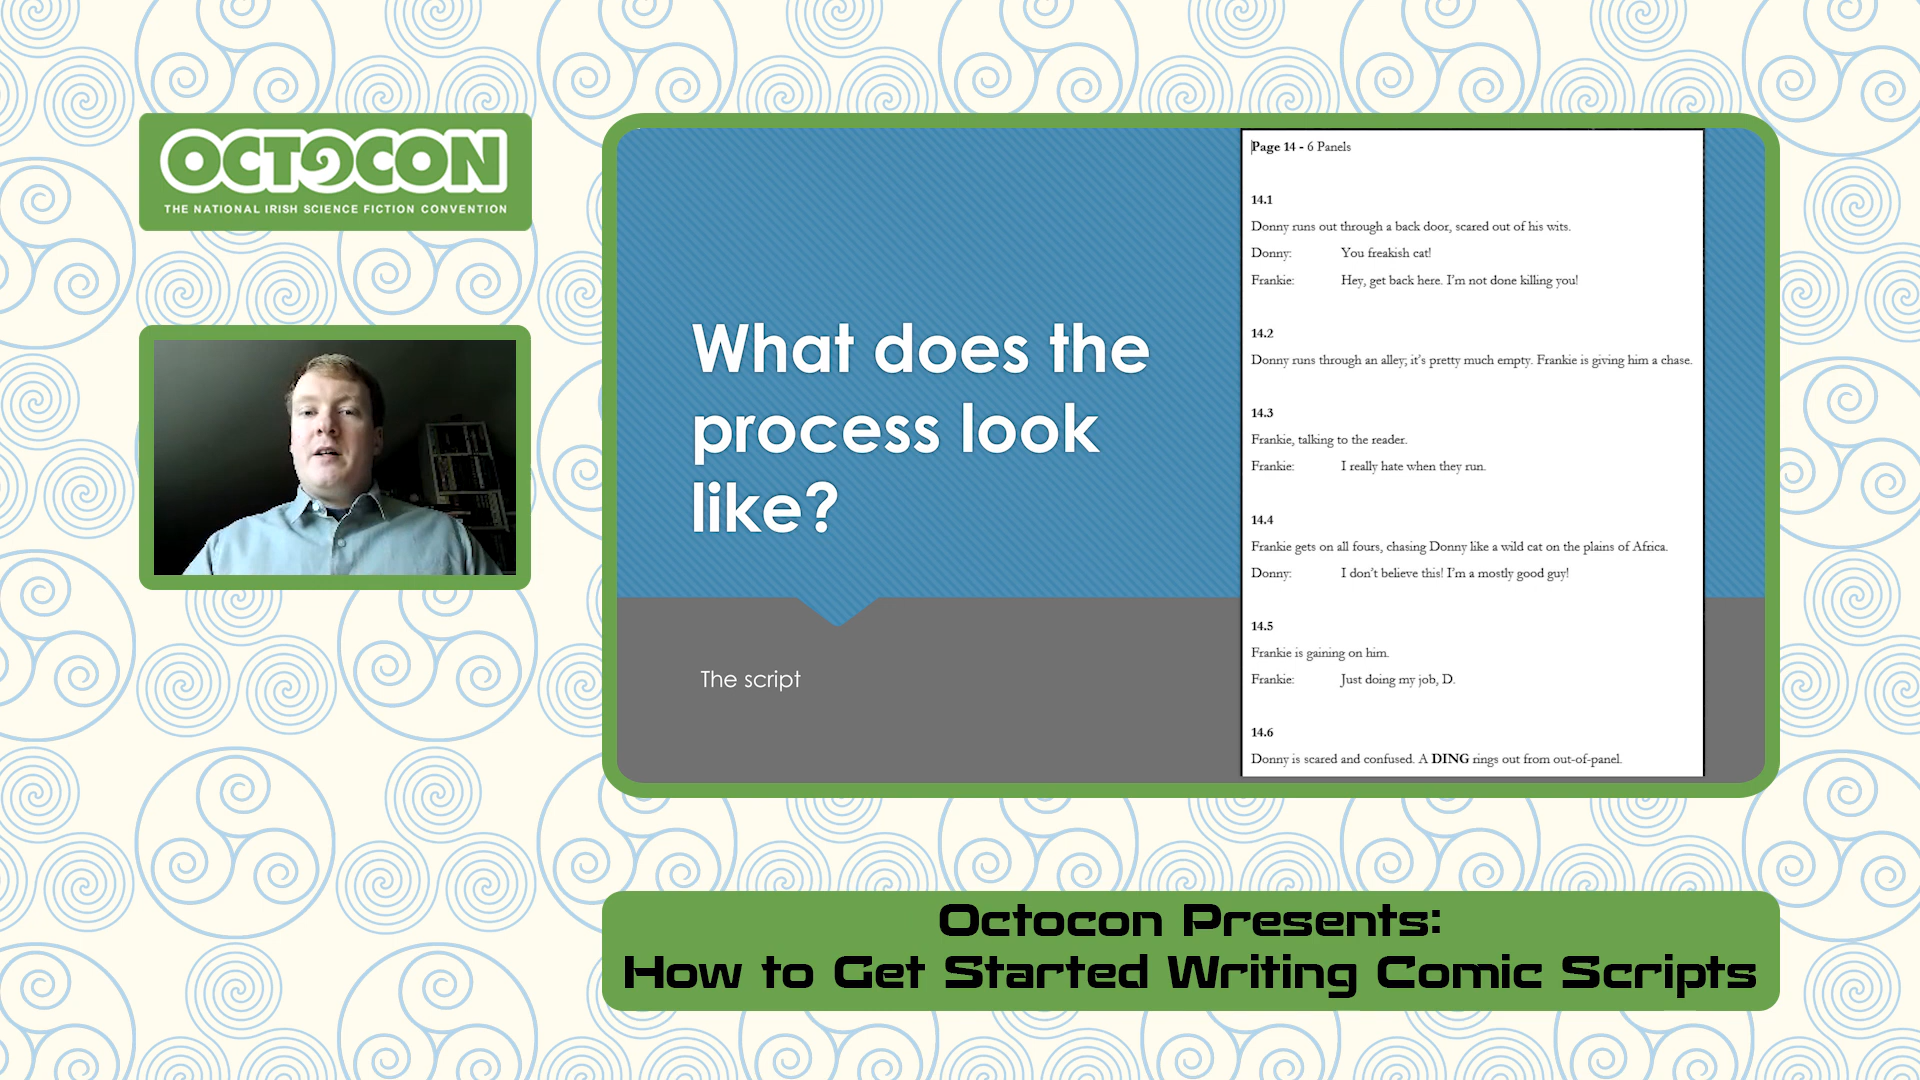 OCTOCON
THE NATIONAL IRISH SCIENCE FICTION CONVENTION
What does the
process look
like?
The script
Page 14 - 6 Panels
14.1
Donny runs out through a back door, scared out of his wits.
Donny: You freakish cat!
Frankie: Hey, get back here. I'm not done killing you!
14.2
Donny runs through an alley; it's pretty much empty. Frankie is giving him a chase.
14.3
Frankie, talking to the reader.
Frankie: I really hate when they run.
14.4
Frankie gets on all fours, chasing Donny like a wild cat on the plains of Africa.
Donny: I don't believe this! I'm a mostly good guy!
14.5
Frankie is gaining on him.
Frankie: Just doing my job, D.
14.6
Donny is scared and confused. A DING rings out from out-of-panel.
Octocon Presents:
How to Get Started Writing Comic Scripts